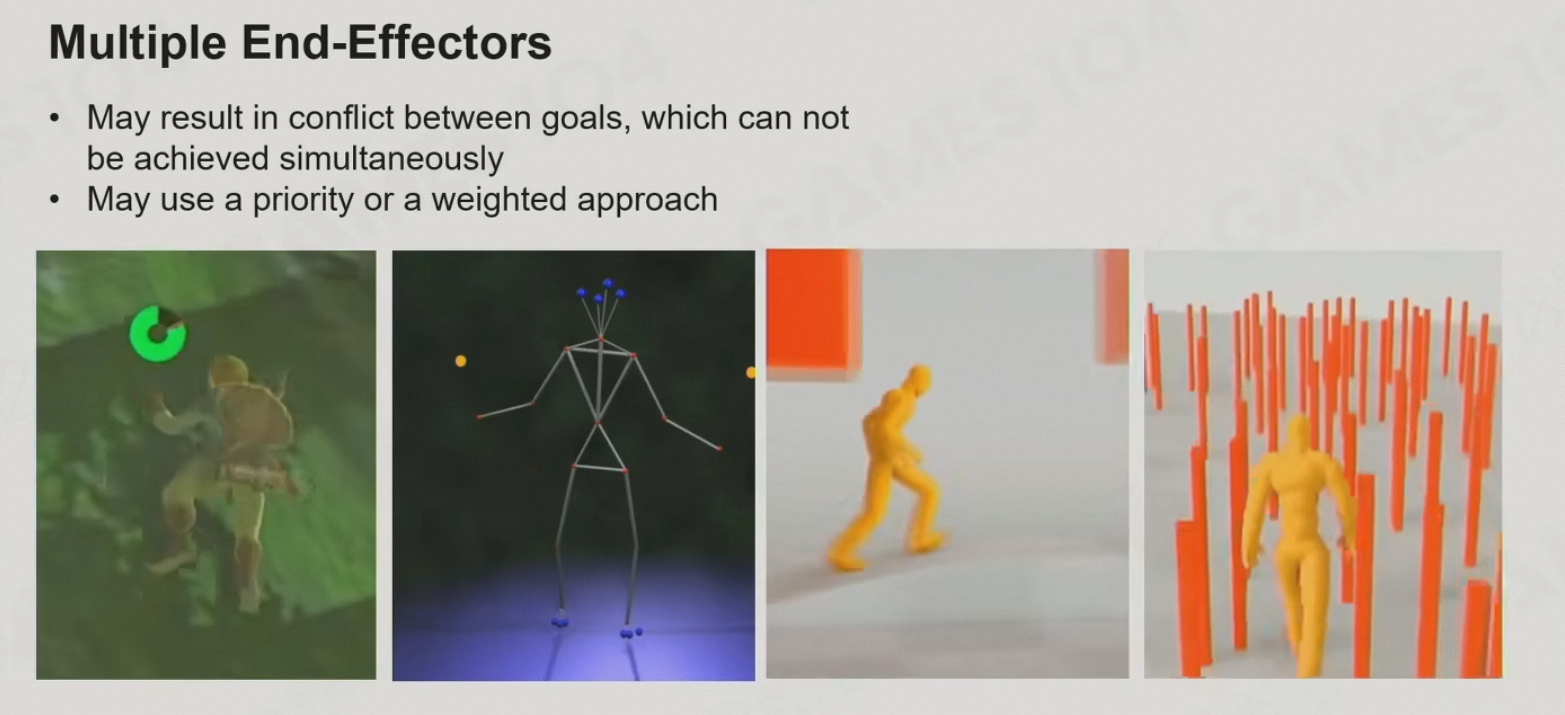 Multiple End-Effectors
• May result in conflict between goals, which can not
be achieved simultaneously
• May use a priority or a weighted approach
GAMES104